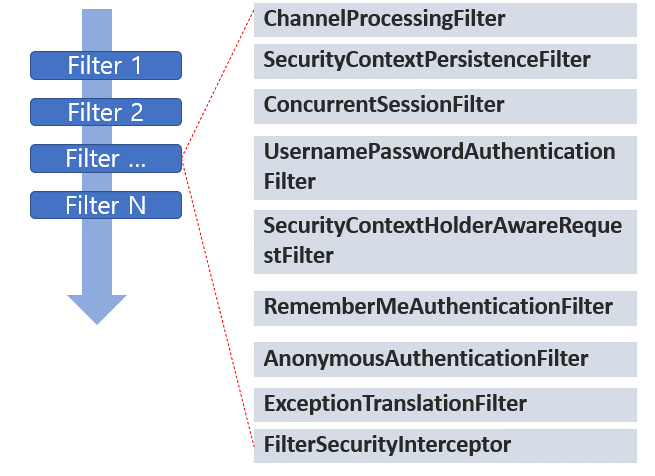 Filter 1
Filter 2
Filter ...
Filter N
ChannelProcessingFilter
SecurityContextPersistenceFilter
ConcurrentSessionFilter
UsernamePasswordAuthentication
Filter
SecurityContextHolderAwareReque
stFilter
RememberMeAuthenticationFilter
AnonymousAuthenticationFilter
ExceptionTranslationFilter
FilterSecurityInterceptor